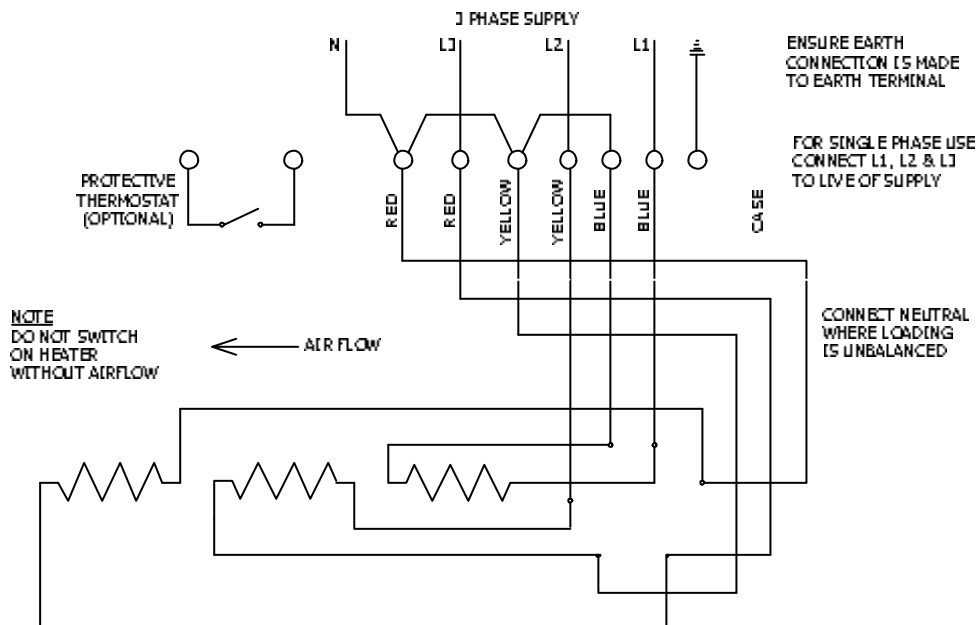 3 PHASE SUPPLY
N L3 L2 L1
ENSURE EARTH
CONNECTION IS MADE
TO EARTH TERMINAL
FOR SINGLE PHASE USE
CONNECT L1, L2 & L3
TO LIVE OF SUPPLY
PROTECTIVE
THERMOSTAT
(OPTIONAL)
RED
RED
YELLOW
YELLOW
BLUE
BLUE
CASE
NOTE
DO NOT SWITCH
ON HEATER
WITHOUT AIRFLOW
AIR FLOW
CONNECT NEUTRAL
WHERE LOADING
IS UNBALANCED